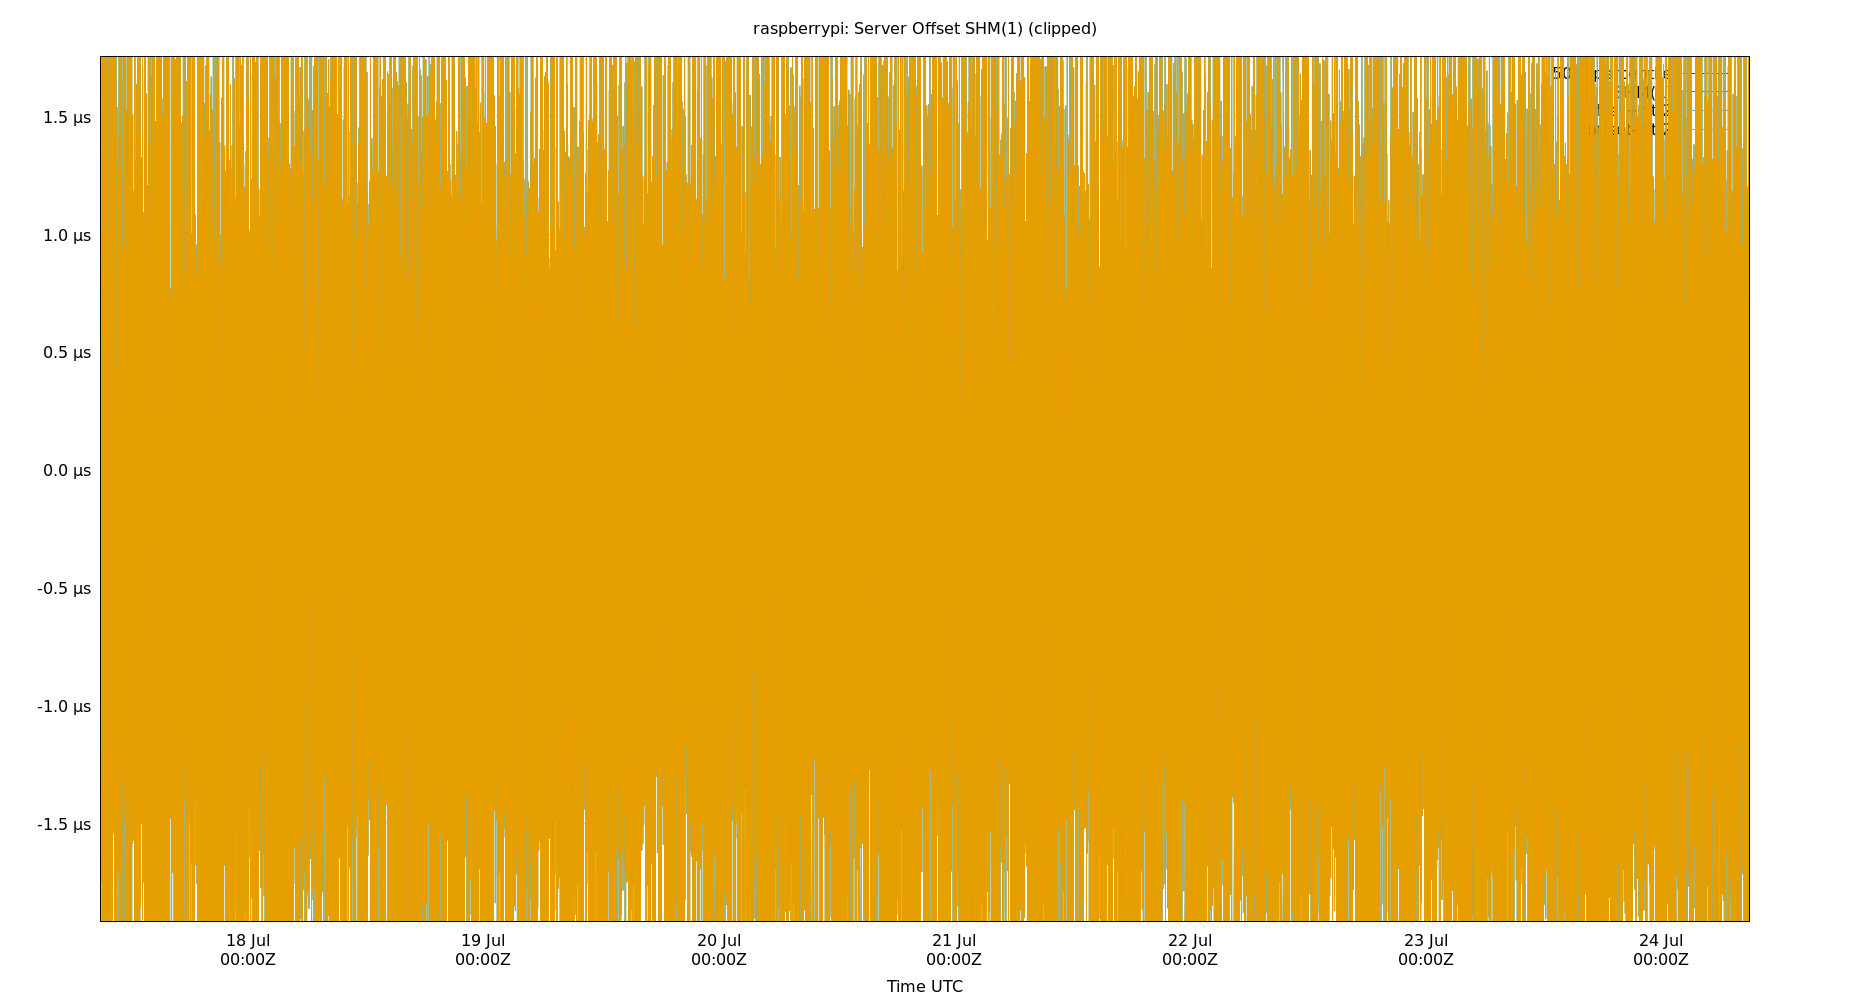 raspberrypi: Server Offset SHM(1) (clipped)
1.5 µs
1.0 µs
0.5 µs
0.0 µs
-0.5 µs
-1.0 µs
-1.5 µs
18 Jul 19 Jul 20 Jul 21 Jul 22 Jul 23 Jul 24 Jul
00:00Z 00:00Z 00:00Z 00:00Z 00:00Z 00:00Z 00:00Z
Time UTC